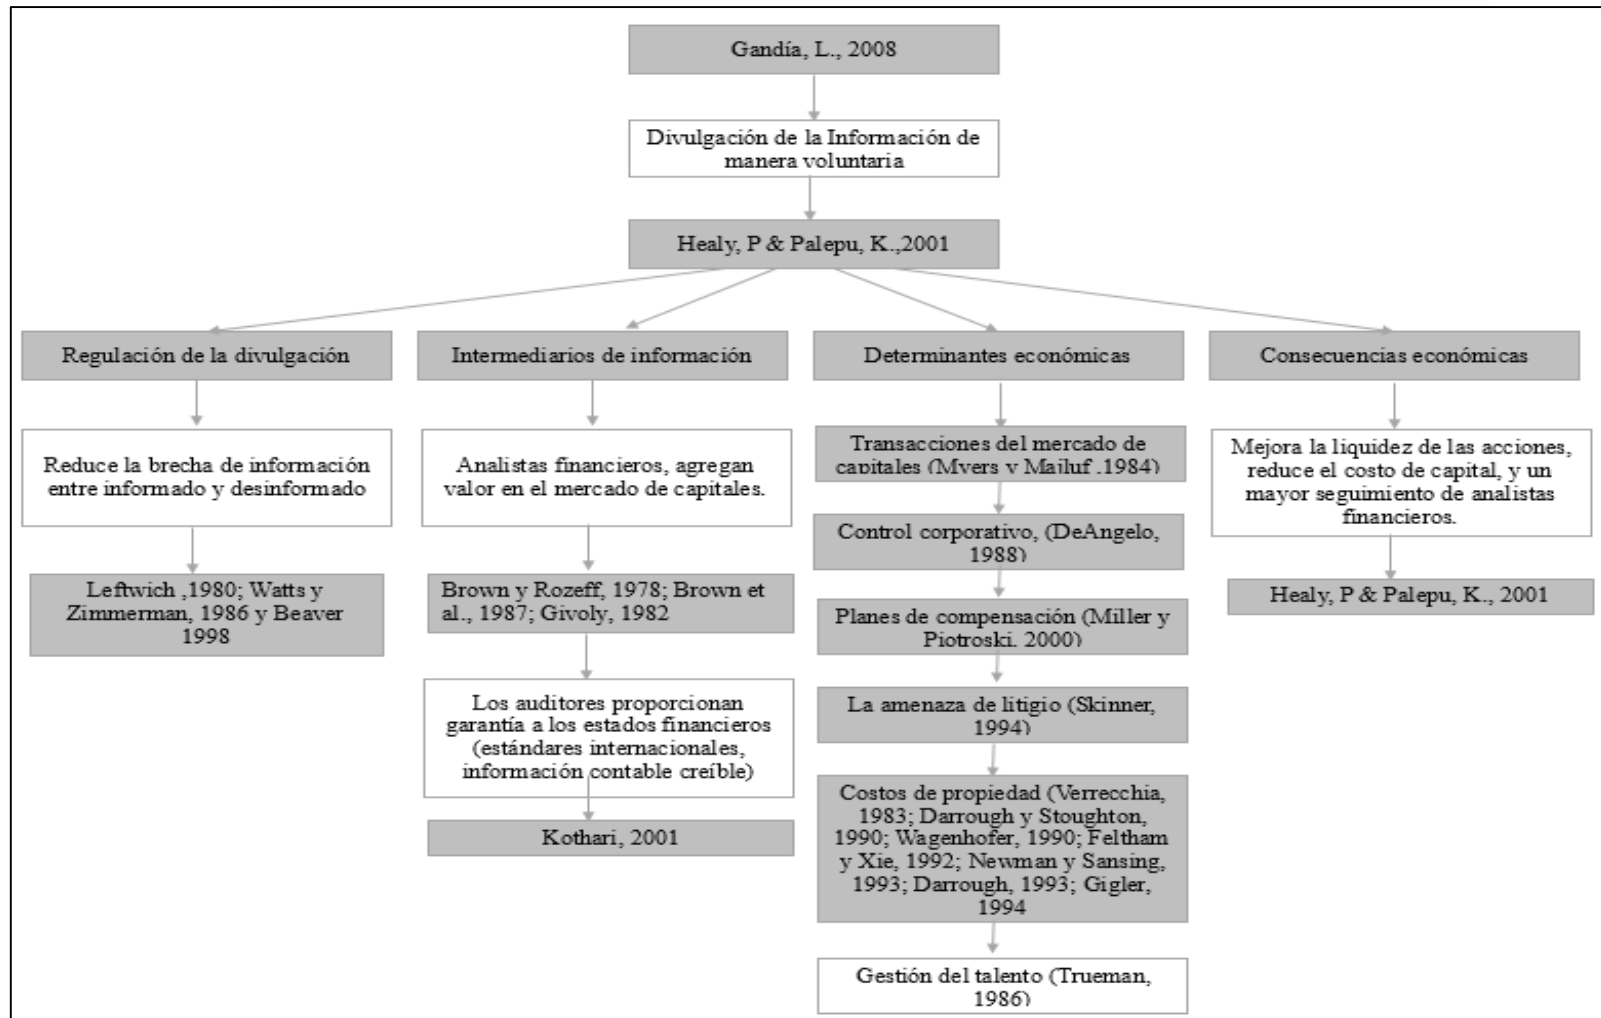 Gandía, L., 2008
Divulgación de la Información de
manera voluntaria
Healy, P & Palepu, K.,2001
Regulación de la divulgación
Reduce la brecha de información
entre informado y desinformado
Leftwich ,1980; Watts y
Zimmerman, 1986 y Beaver
1998
Intermediarios de información
Analistas financieros, agregan
valor en el mercado de capitales.
Brown y Rozeff, 1978; Brown et
al., 1987; Givoly, 1982
Los auditores proporcionan
garantía a los estados financieros
(estándares internacionales,
información contable creíble)
Kothari, 2001
Determinantes económicas
Transacciones del mercado de
capitales (Myers y Majluf ,1984)
Control corporativo, (DeAngelo,
1988)
Planes de compensación (Miller y
Piotroski, 2000)
La amenaza de litigio (Skinner,
1994)
Costos de propiedad (Verrecchia,
1983; Darrough y Stoughton,
1990; Wagenhofer, 1990; Feltham
y Xie, 1992; Newman y Sansing,
1993; Darrough, 1993; Gigler,
1994
Gestión del talento (Trueman,
1986)
Consecuencias económicas
Mejora la liquidez de las acciones,
reduce el costo de capital, y un
mayor seguimiento de analistas
financieros.
Healy, P & Palepu, K., 2001